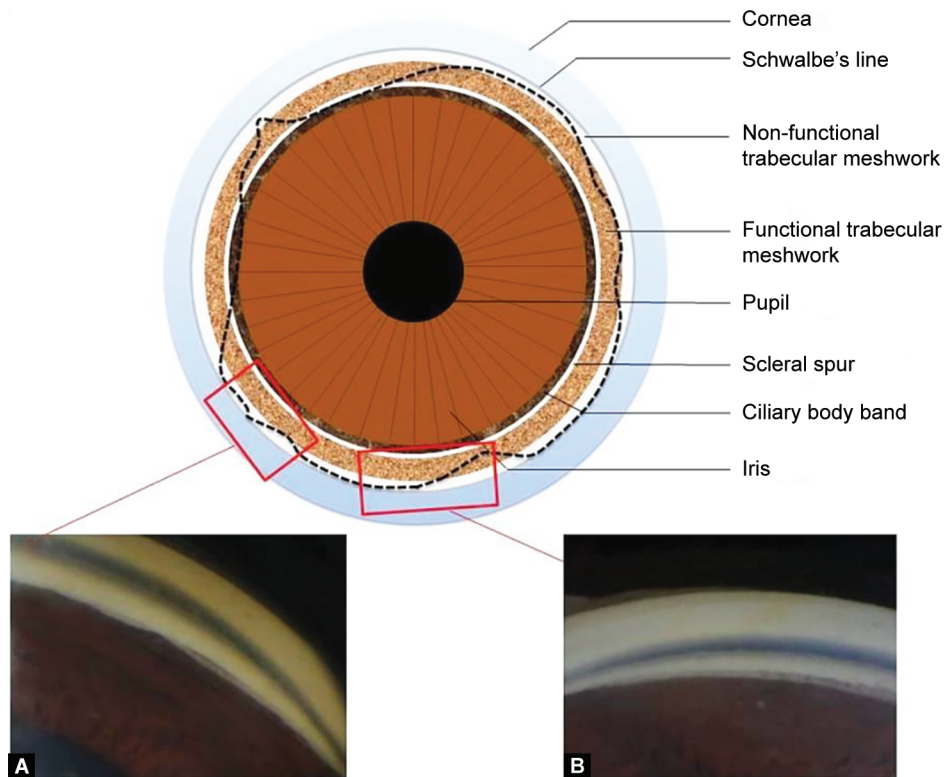 Cornea
Schwalbe's line
Non-functional
trabecular meshwork
Functional trabecular
meshwork
Pupil
Scleral spur
Ciliary body band
Iris
A
B